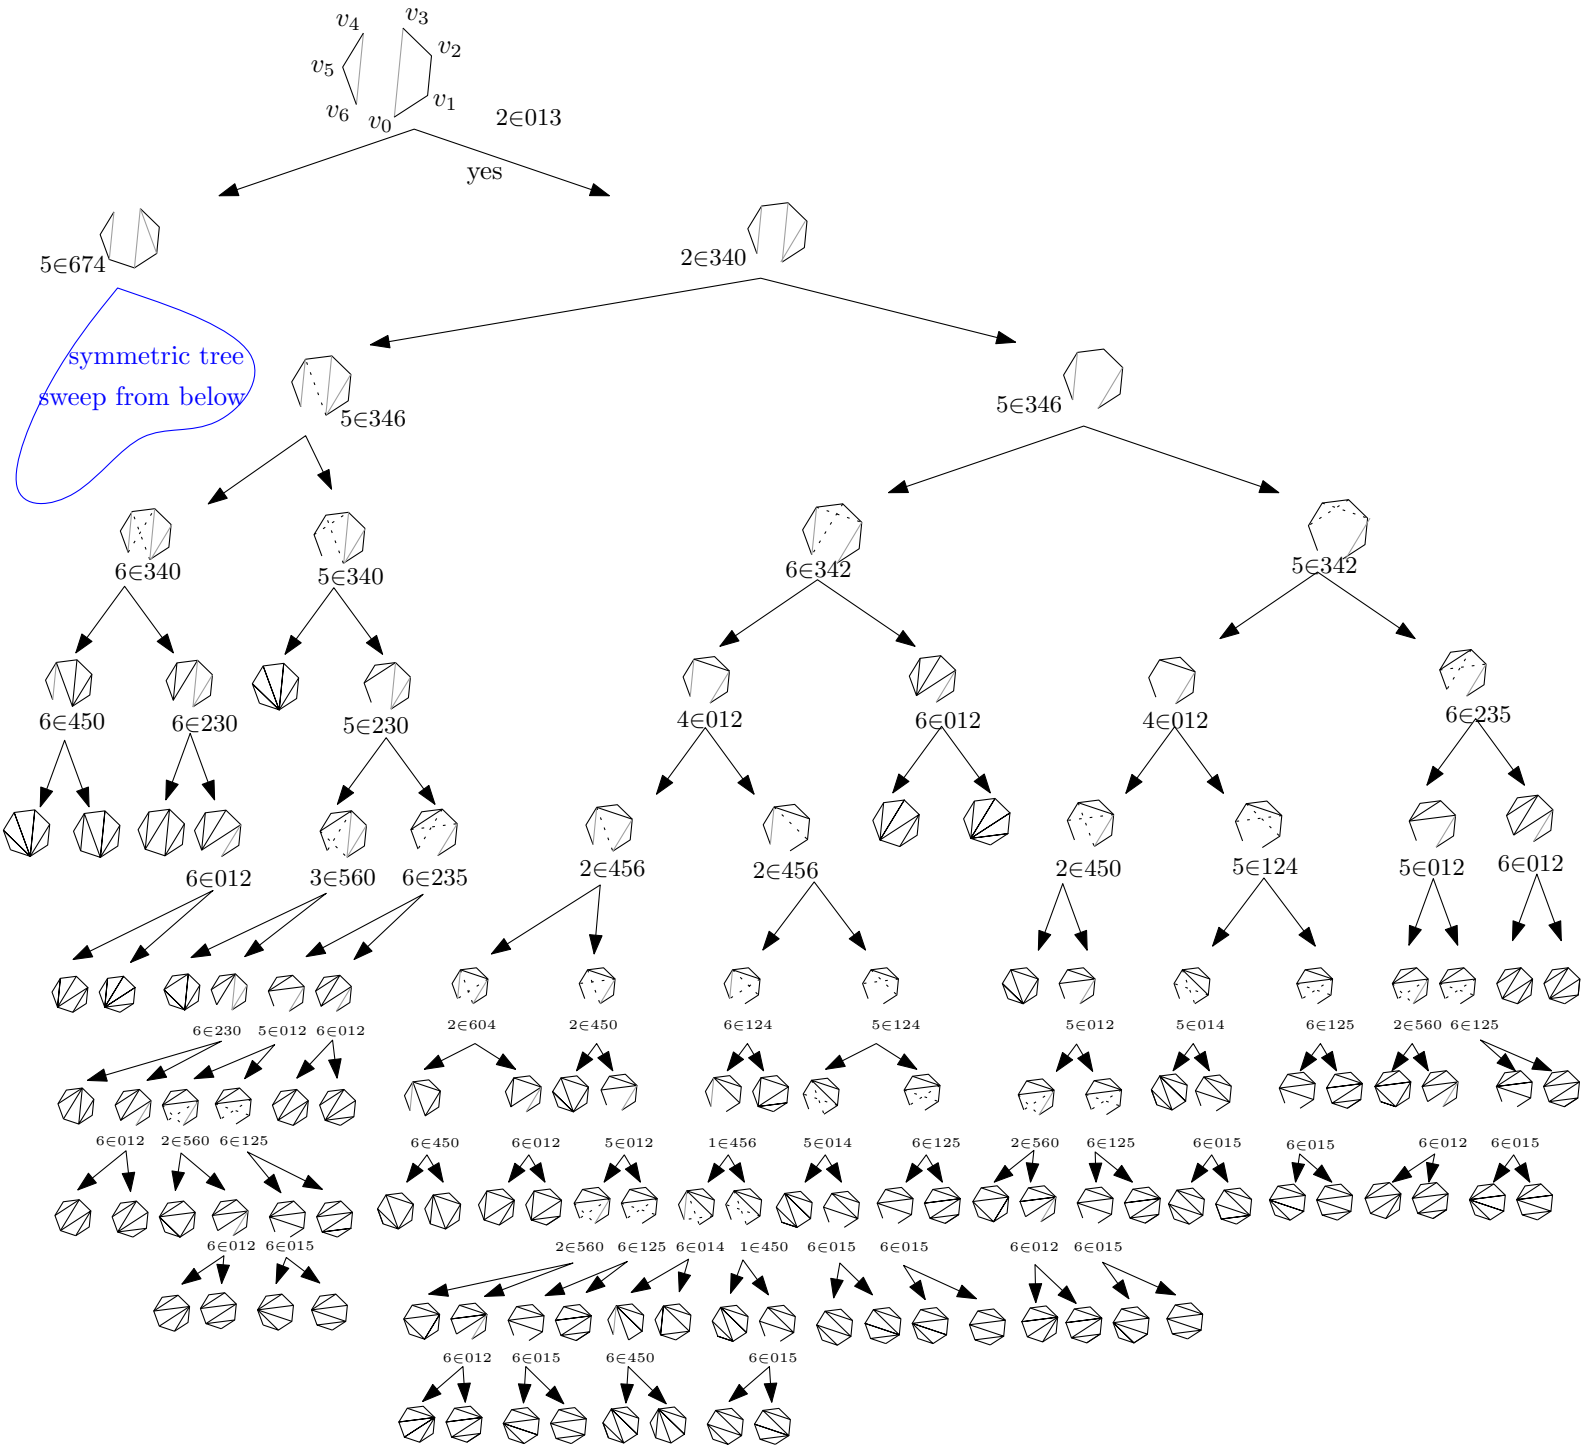 v4 v3
v5 v2
v6 v0 v1 2∈013
yes
5∈674 2∈340
symmetric tree
sweep from below
5∈346 5∈346
6∈340 5∈340 6∈342 5∈342
6∈450 6∈230 5∈230 4∈012 6∈012 4∈012 6∈235
6∈012 3∈560 6∈235 2∈456 2∈456 2∈450 5∈124 5∈012 6∈012
6∈230 5∈012 6∈012 2∈604 2∈450 6∈124 5∈124 5∈012 5∈014 6∈125 2∈560 6∈125
6∈012 2∈560 6∈125 6∈450 6∈012 5∈012 1∈456 5∈014 6∈125 2∈560 6∈125 6∈015 6∈015 6∈012 6∈015
6∈012 6∈015 2∈560 6∈125 6∈014 1∈450 6∈015 6∈015 6∈012 6∈015
6∈012 6∈015 6∈450 6∈015